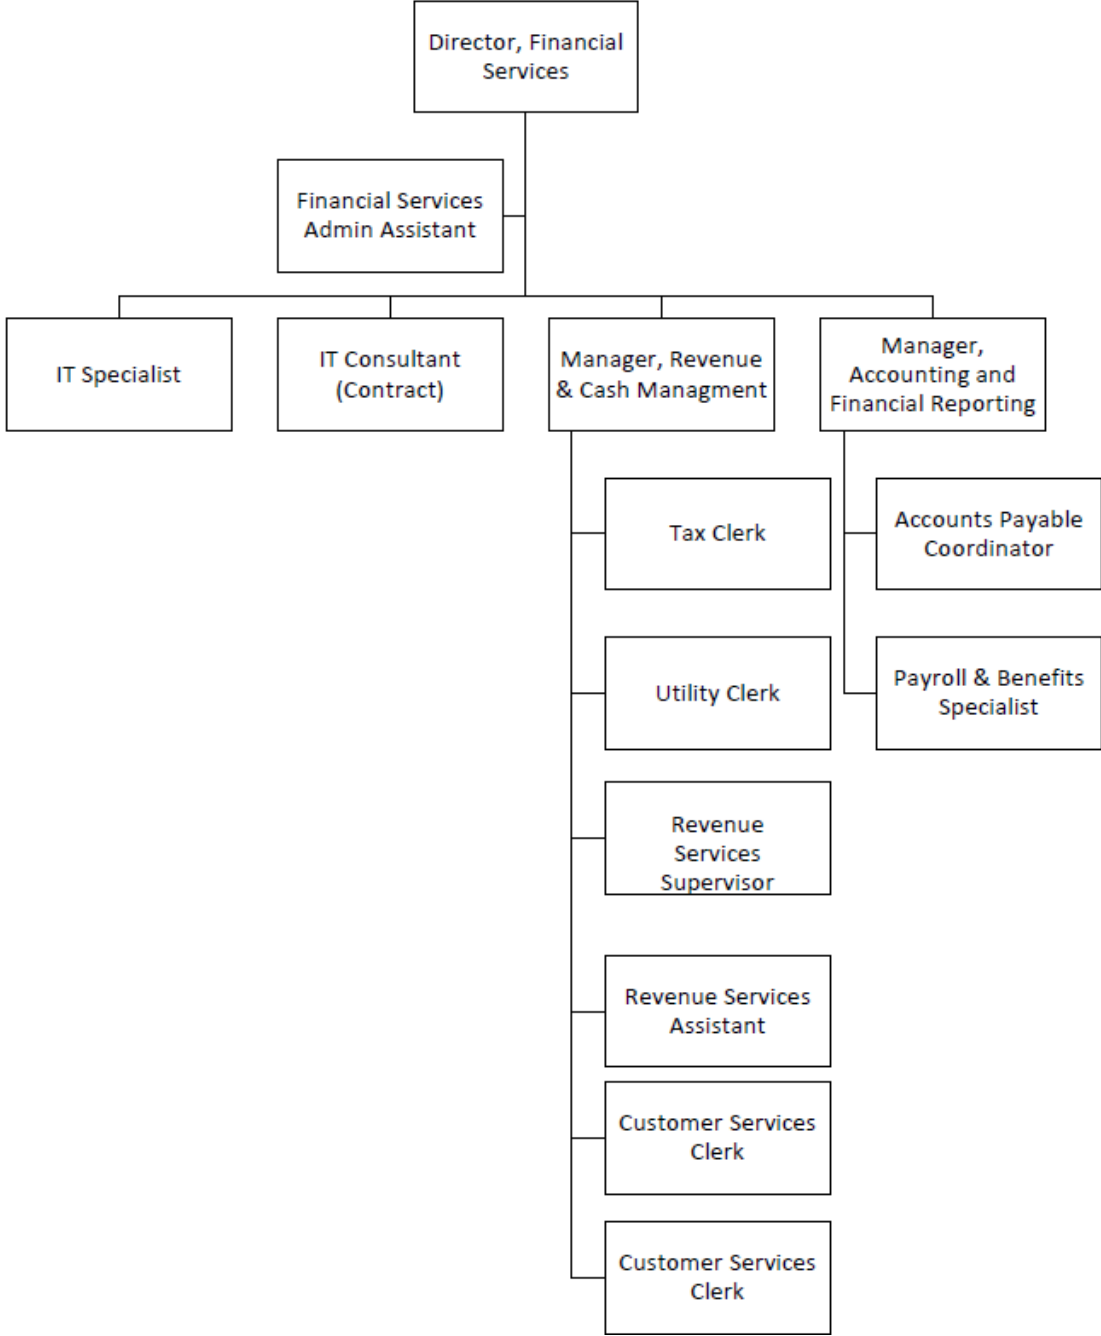 Director, Financial
Services
Financial Services
Admin Assistant
IT Specialist
IT Consultant
(Contract)
Manager, Revenue
& Cash Managment
Manager,
Accounting and
Financial Reporting
Tax Clerk
Accounts Payable
Coordinator
Utility Clerk
Payroll & Benefits
Specialist
Revenue
Services
Supervisor
Revenue Services
Assistant
Customer Services
Clerk
Customer Services
Clerk